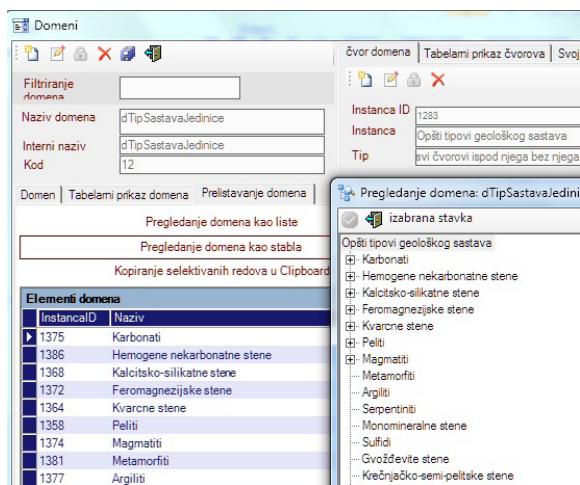 Domeni
Filtriranje domena
Naziv domena dTipSastavaJedinice
Interni naziv dTipSastavaJedinice
Kod 12
Domen Tabelarni prikaz domena Prelistavanje domena
Pregledanje domena kao liste
Pregledanje domena kao stabla
Kopiranje selektivanih redova u Clipboard
Elementi domena
InstancaID Naziv
1375 Karbonati
1386 Hemogene nekarbonatne stene
1368 Kalcitsko-silikatne stene
1372 Feromagnezijske stene
1364 Kvarcne stene
1358 Peliti
1374 Magmatiti
1381 Metamorfiti
1377 Argiliti
čvor domena Tabelarni prikaz čvorova Svoj
Instanca ID 1283
Instanca Opšti tipovi geološkog sastava
Tip svi čvorovi ispod njega bez njega
Pregledanje domena: dTipSastavaJedini
izabrana stavka
Opšti tipovi geološkog sastava
Karbonati
Hemogene nekarbonatne stene
Kalcitsko-silikatne stene
Feromagnezijske stene
Kvarcne stene
Peliti
Magmatiti
Metamorfiti
Argiliti
Serpentiniti
Monomineralne stene
Sulfidi
Gvožđevite stene
Krečnjačko-semi-pelitske stene